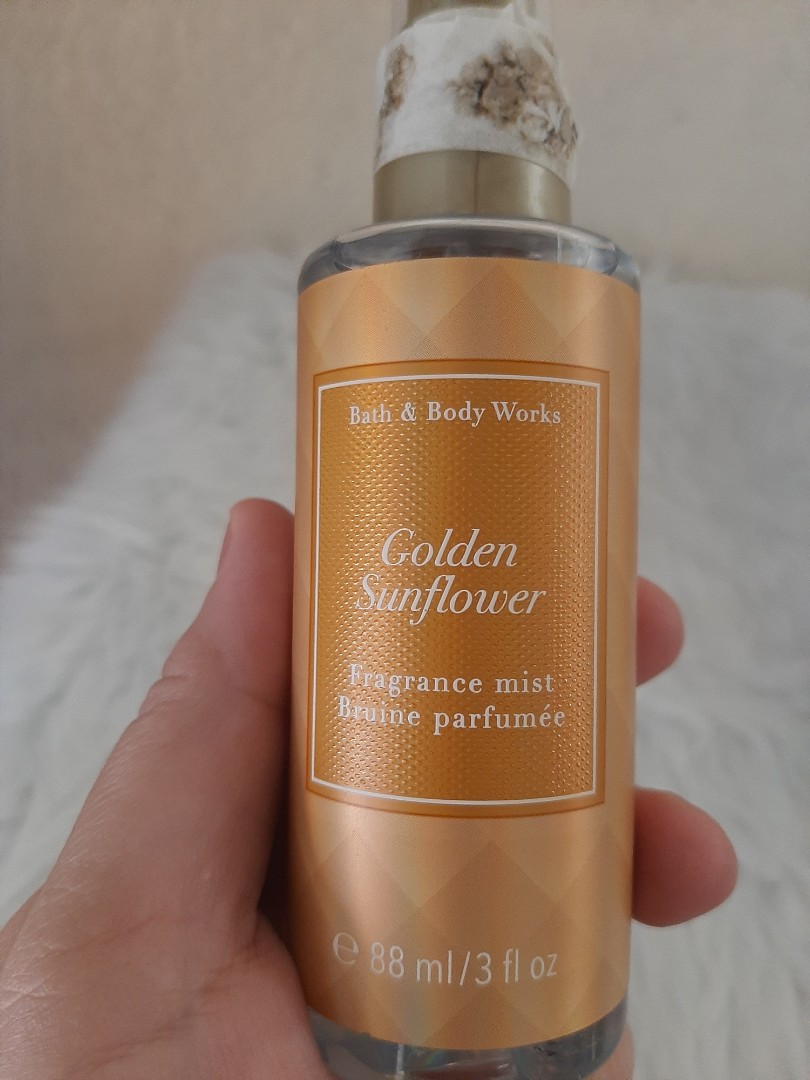 Bath & Body Works
Golden
Sunflower
Fragrance mist
Bruine parfumée
℮ 88 ml/3 fl oz